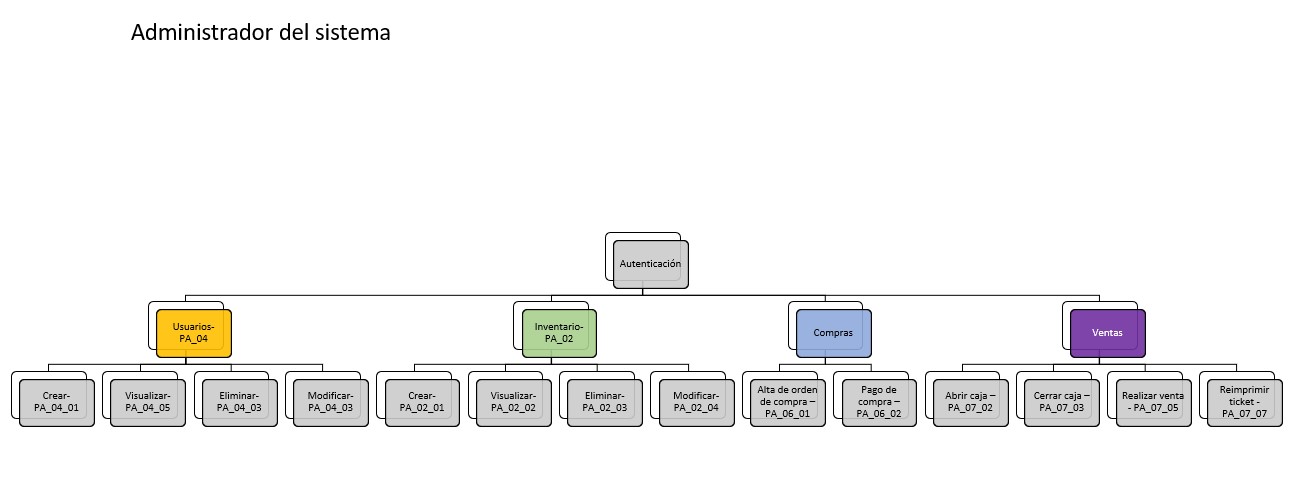 Administrador del sistema
Autenticación
Usuarios-
PA_04
Inventario-
PA_02
Compras
Ventas
Crear-
PA_04_01
Visualizar-
PA_04_05
Eliminar-
PA_04_03
Modificar-
PA_04_03
Crear-
PA_02_01
Visualizar-
PA_02_02
Eliminar-
PA_02_03
Modificar-
PA_02_04
Alta de orden
de compra –
PA_06_01
Pago de
compra –
PA_06_02
Abrir caja –
PA_07_02
Cerrar caja –
PA_07_03
Realizar venta
- PA_07_05
Reimprimir
ticket -
PA_07_07